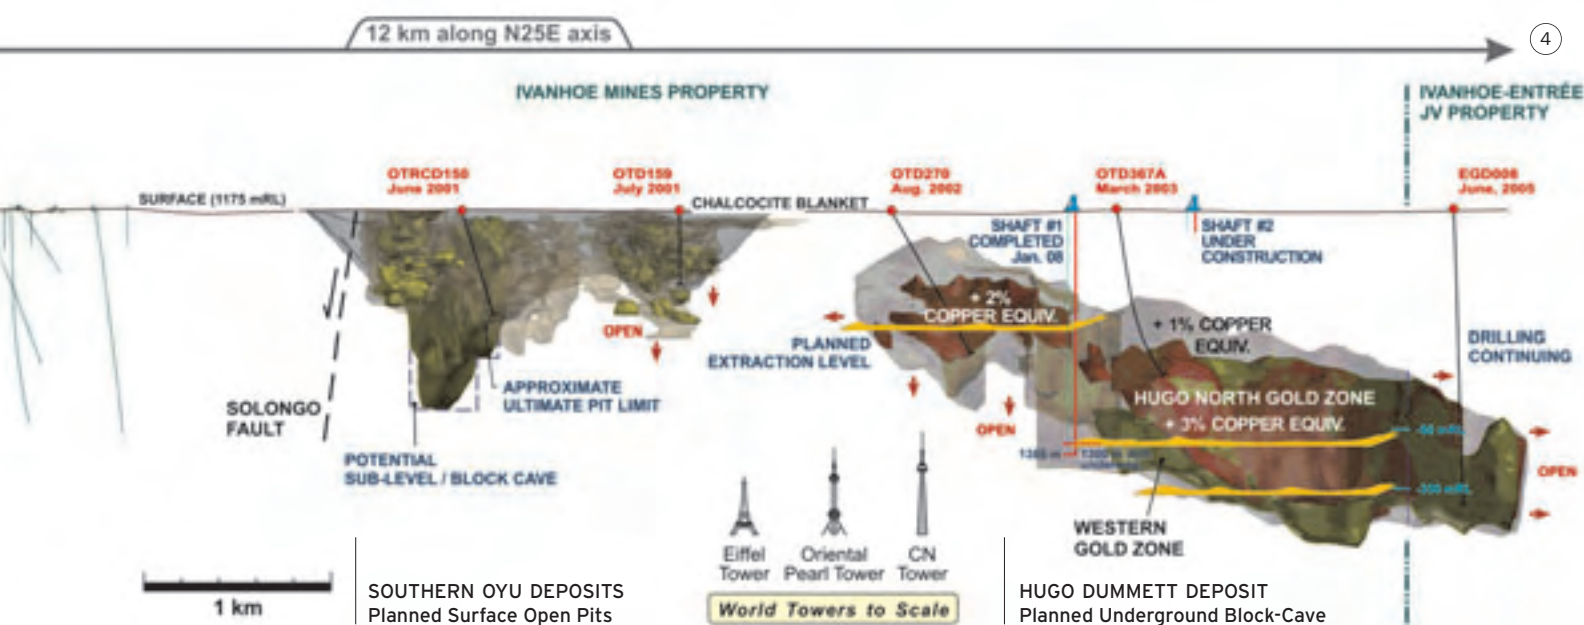 12 km along N25E axis
4
IVANHOE MINES PROPERTY
IVANHOE-ENTRÉE
JV PROPERTY
OTRCD150
June 2001
OTD159
July 2001
OTD270
Aug. 2002
OTD367A
March 2003
EGD006
June, 2005
SURFACE (1175 mRL)
CHALCOCITE BLANKET
SHAFT #1
COMPLETED
Jan. 08
SHAFT #2
UNDER
CONSTRUCTION
+ 2%
COPPER EQUIV.
+ 1% COPPER
EQUIV.
OPEN
PLANNED
EXTRACTION LEVEL
DRILLING
CONTINUING
APPROXIMATE
ULTIMATE PIT LIMIT
SOLONGO
FAULT
HUGO NORTH GOLD ZONE
+ 3% COPPER EQUIV.
OPEN
POTENTIAL
SUB-LEVEL / BLOCK CAVE
OPEN
WESTERN
GOLD ZONE
Eiffel
Tower
Oriental
Pearl Tower
CN
Tower
World Towers to Scale
1 km
SOUTHERN OYU DEPOSITS
Planned Surface Open Pits
HUGO DUMMETT DEPOSIT
Planned Underground Block-Cave